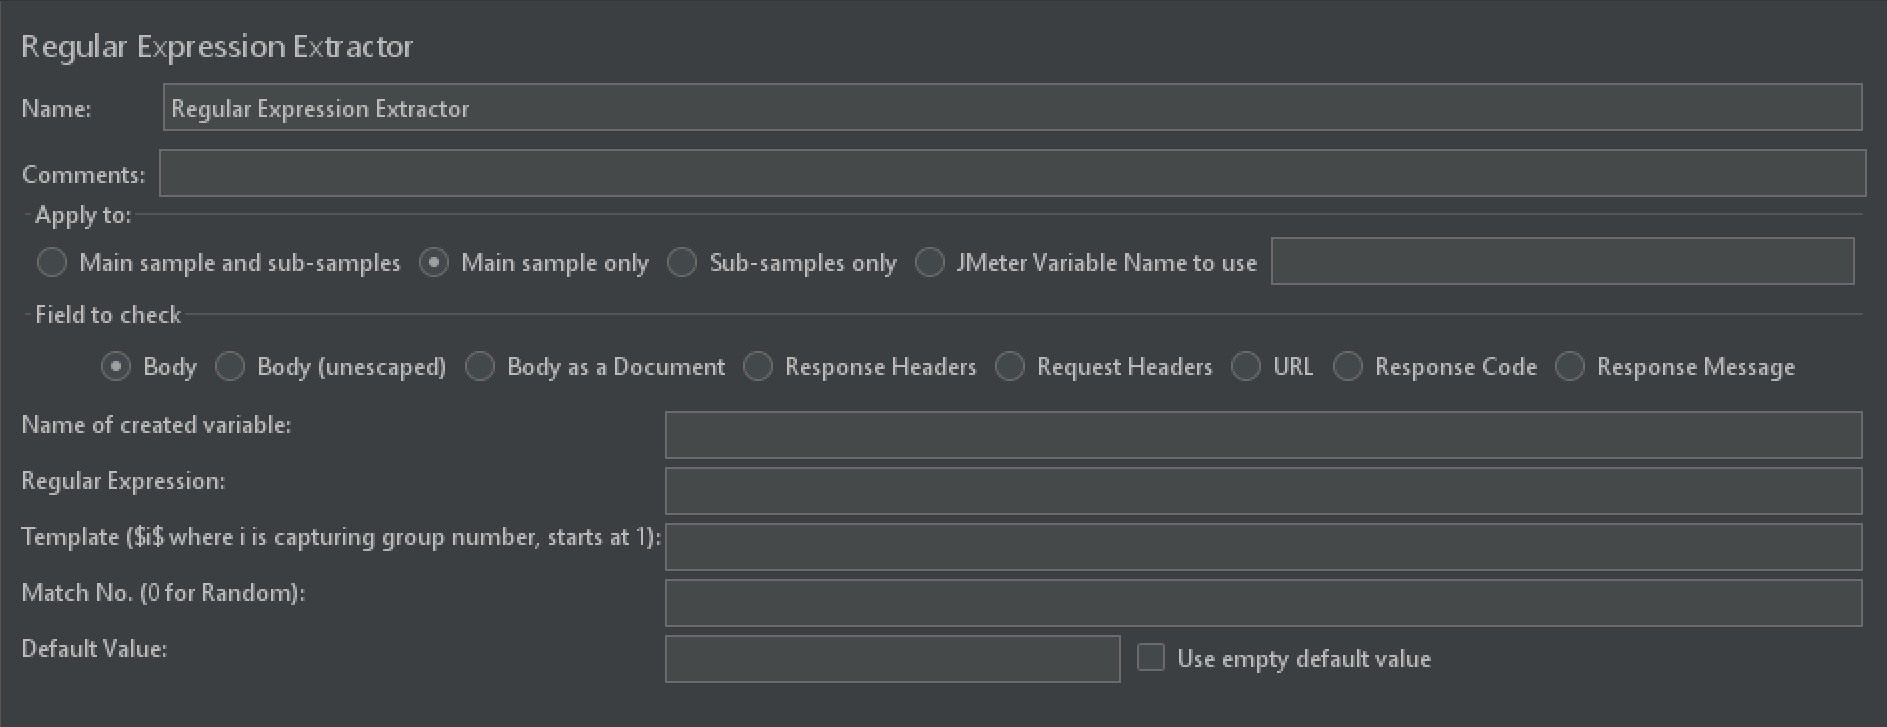 Regular Expression Extractor
Name: Regular Expression Extractor
Comments:
Apply to:
Main sample and sub-samples Main sample only Sub-samples only JMeter Variable Name to use
Field to check
Body Body (unescaped) Body as a Document Response Headers Request Headers URL Response Code Response Message
Name of created variable:
Regular Expression:
Template ($i$ where i is capturing group number, starts at 1):
Match No. (0 for Random):
Default Value: Use empty default value